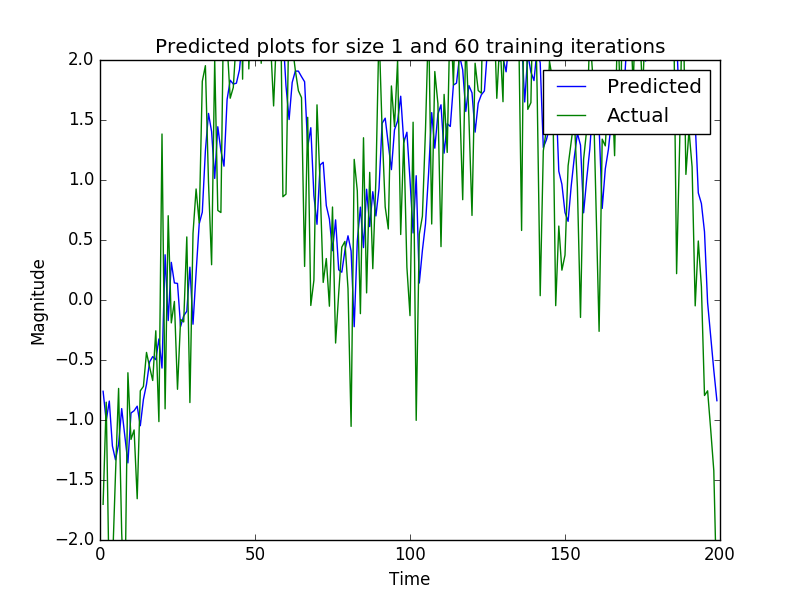 Predicted plots for size 1 and 60 training iterations
2.0
1.5
1.0
0.5
0.0
−0.5
−1.0
−1.5
−2.0
Magnitude
Predicted
Actual
0
50
100
150
200
Time